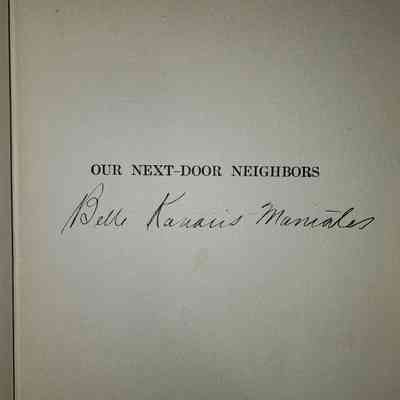 OUR NEXT-DOOR NEIGHBORS
Belle Kanaris Maniates